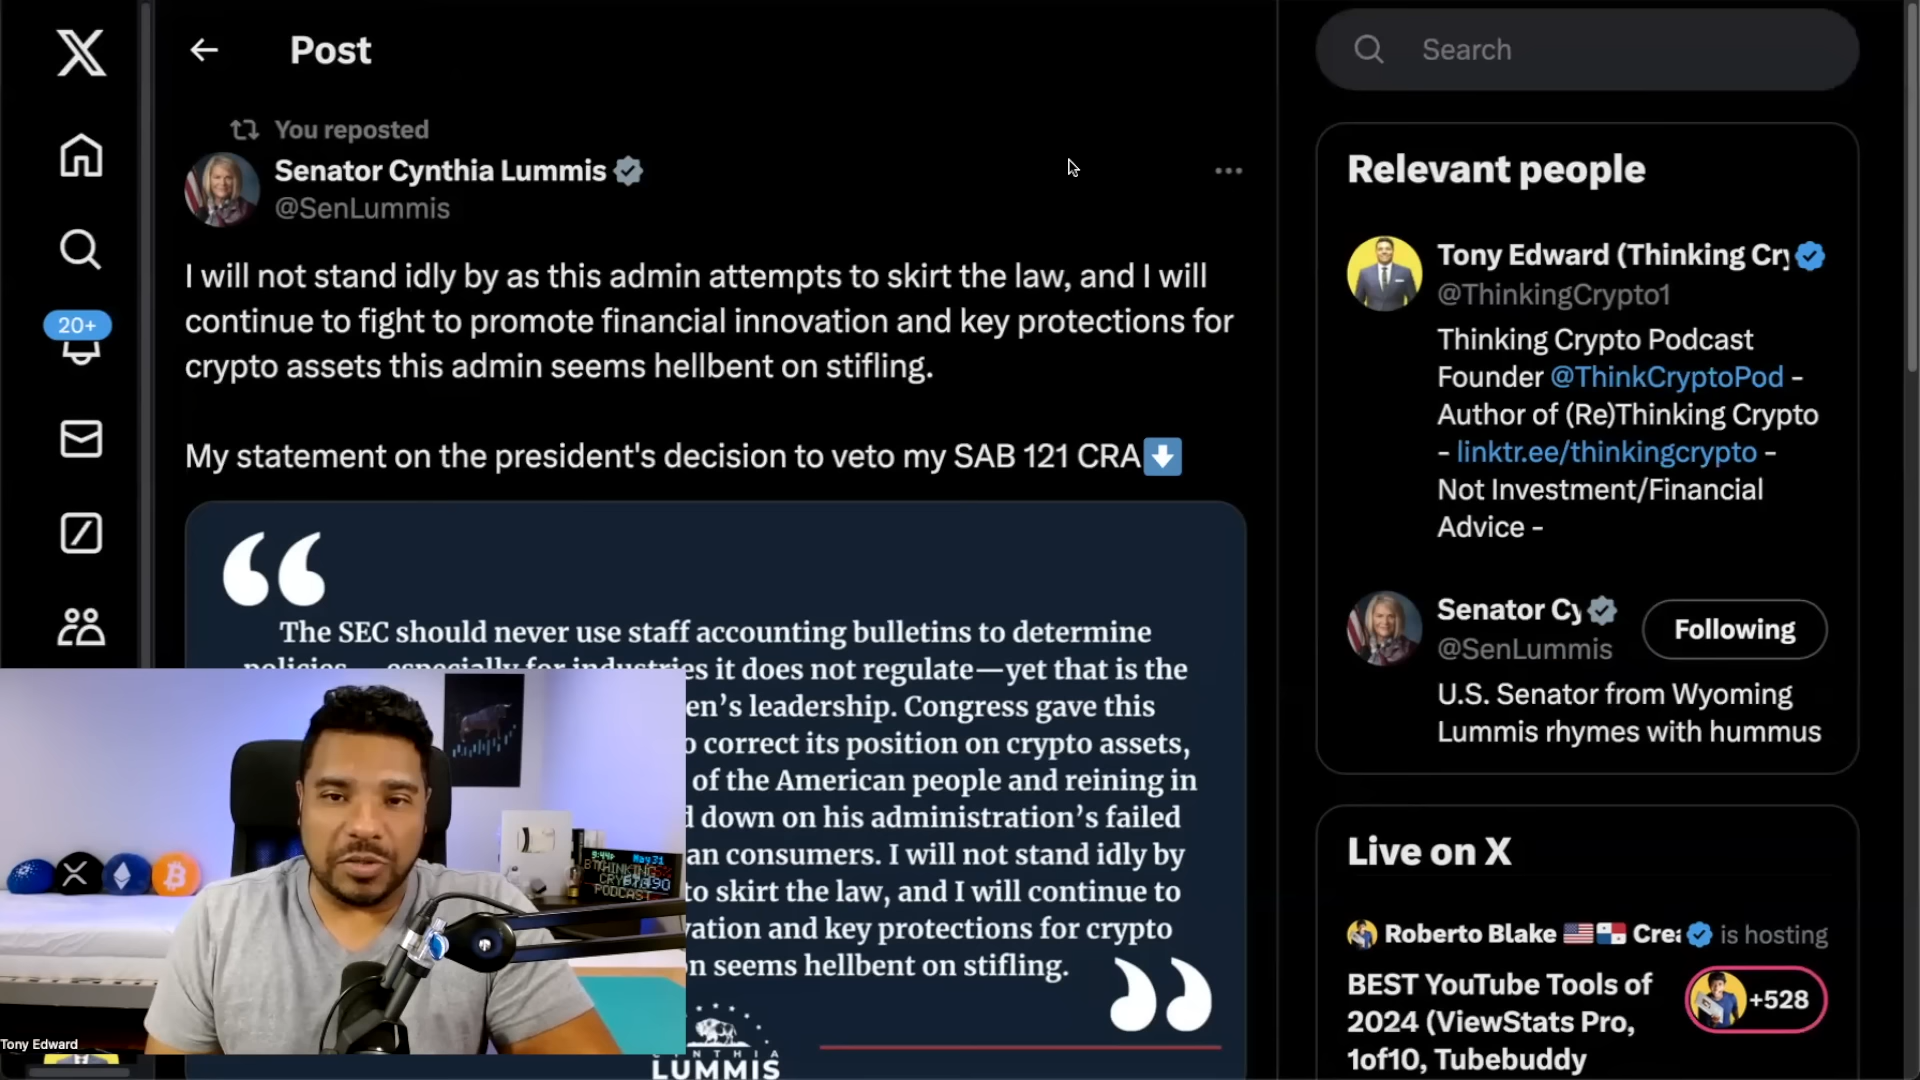 Post
Search
You reposted
Senator Cynthia Lummis
@SenLummis
I will not stand idly by as this admin attempts to skirt the law, and I will
continue to fight to promote financial innovation and key protections for
crypto assets this admin seems hellbent on stifling.
My statement on the president's decision to veto my SAB 121 CRA
20+
The SEC should never use staff accounting bulletins to determine
policies—especially for industries it does not regulate—yet that is the
en's leadership. Congress gave this
o correct its position on crypto assets,
of the American people and reining in
d down on his administration's failed
an consumers. I will not stand idly by
to skirt the law, and I will continue to
vation and key protections for crypto
n seems hellbent on stifling.
CYNTHIA
LUMMIS
May 31
THINKING
CRYPTO
PODCAST
Tony Edward
Relevant people
Tony Edward (Thinking Cry
@ThinkingCrypto1
Thinking Crypto Podcast
Founder @ThinkCryptoPod -
Author of (Re)Thinking Crypto
- linktr.ee/thinkingcrypto -
Not Investment/Financial
Advice -
Senator Cy
@SenLummis
Following
U.S. Senator from Wyoming
Lummis rhymes with hummus
Live on X
Roberto Blake Crea is hosting
BEST YouTube Tools of
2024 (ViewStats Pro,
1of10, Tubebuddy
+528